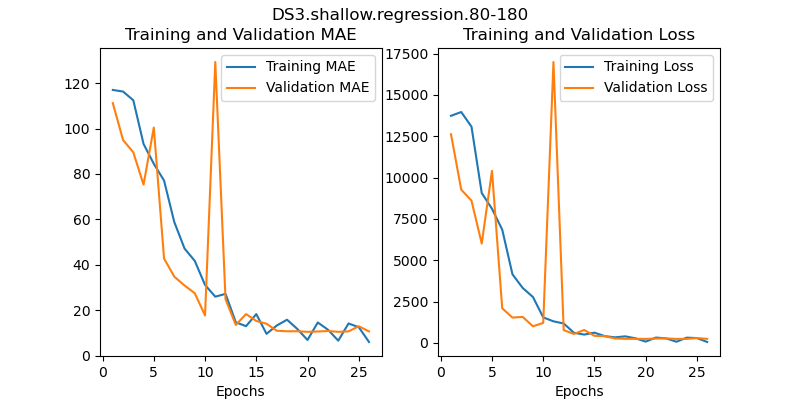 DS3.shallow.regression.80-180
Training and Validation MAE
Training MAE
Validation MAE
120
100
80
60
40
20
0
0 5 10 15 20 25
Epochs
Training and Validation Loss
Training Loss
Validation Loss
17500
15000
12500
10000
7500
5000
2500
0
0 5 10 15 20 25
Epochs